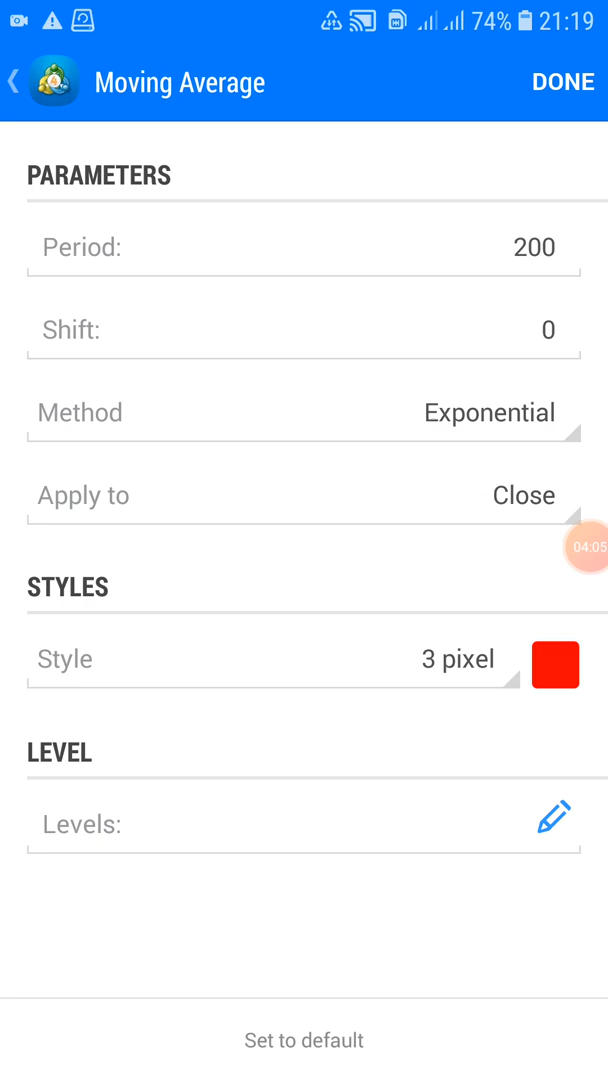 74% 21:19
Moving Average DONE
PARAMETERS
Period: 200
Shift: 0
Method Exponential
Apply to Close
04:05
STYLES
Style 3 pixel
LEVEL
Levels:
Set to default